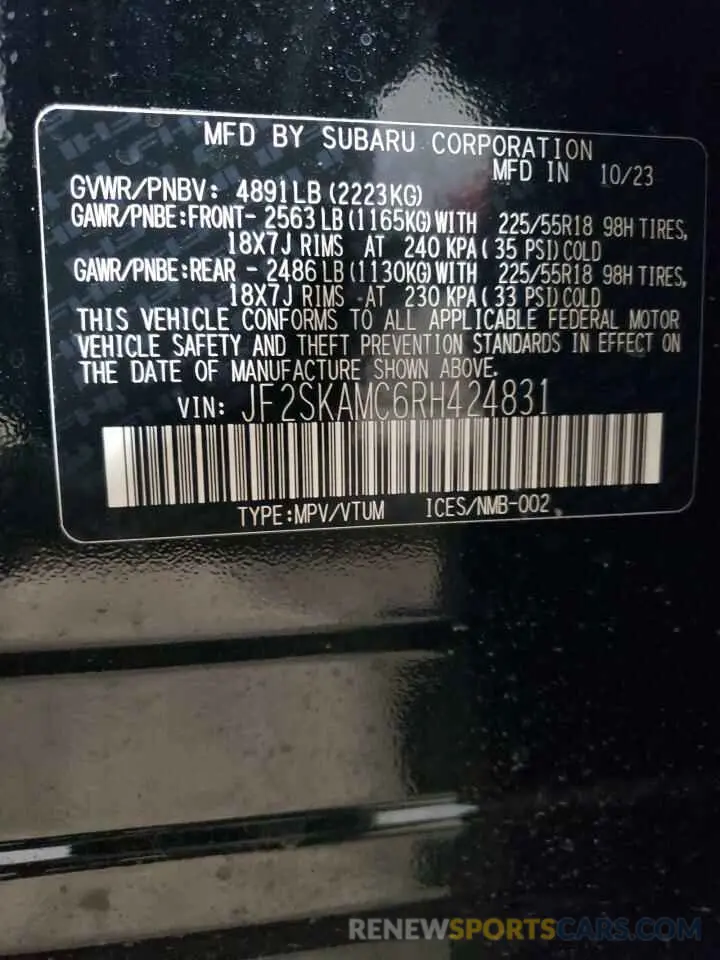 MFD BY SUBARU CORPORATION
MFD IN 10/23
GVWR/PNBV: 4891LB (2223KG)
GAWR/PNBE:FRONT- 2563 LB (1165KG) WITH 225/55R18 98H TIRES,
18X7J RIMS AT 240 KPA ( 35 PSI) COLD
GAWR/PNBE:REAR - 2486 LB (1130KG) WITH 225/55R18 98H TIRES,
18X7J RIMS AT 230 KPA ( 33 PSI) COLD
THIS VEHICLE CONFORMS TO ALL APPLICABLE FEDERAL MOTOR
VEHICLE SAFETY AND THEFT PREVENTION STANDARDS IN EFFECT ON
THE DATE OF MANUFACTURE SHOWN ABOVE.
VIN: JF2SKAMC6RH424831
TYPE:MPV/VTUM ICES/NMB-002
RENEWSPORTSCARS.COM